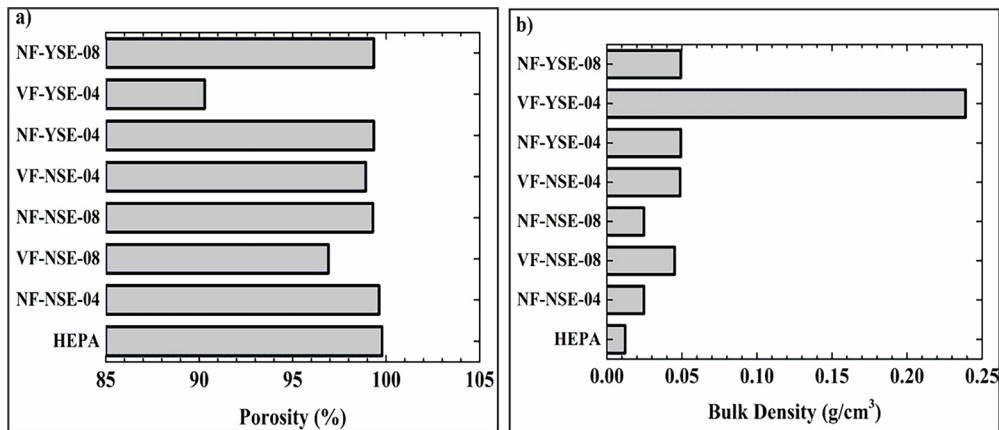 a)
NF-YSE-08
VF-YSE-04
NF-YSE-04
VF-NSE-04
NF-NSE-08
VF-NSE-08
NF-NSE-04
HEPA
85 90 95 100 105
Porosity (%)
b)
NF-YSE-08
VF-YSE-04
NF-YSE-04
VF-NSE-04
NF-NSE-08
VF-NSE-08
NF-NSE-04
HEPA
0.00 0.05 0.10 0.15 0.20 0.25
Bulk Density (g/cm³)